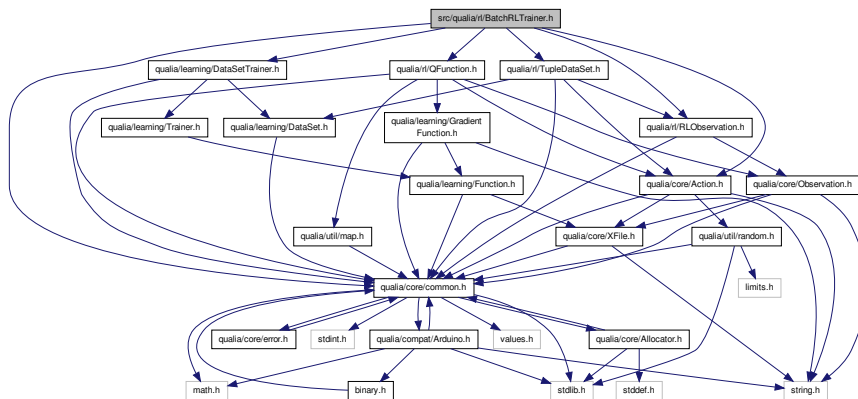 src/qualia/rl/BatchRLTrainer.h
qualia/learning/DataSetTrainer.h
qualia/rl/QFunction.h
qualia/rl/TupleDataSet.h
qualia/learning/Trainer.h
qualia/learning/DataSet.h
qualia/learning/Gradient
Function.h
qualia/rl/RLObservation.h
qualia/learning/Function.h
qualia/core/Action.h
qualia/core/Observation.h
qualia/util/map.h
qualia/core/XFile.h
qualia/util/random.h
qualia/core/common.h
limits.h
qualia/core/error.h
stdint.h
qualia/compat/Arduino.h
values.h
qualia/core/Allocator.h
math.h
binary.h
stdlib.h
stddef.h
string.h